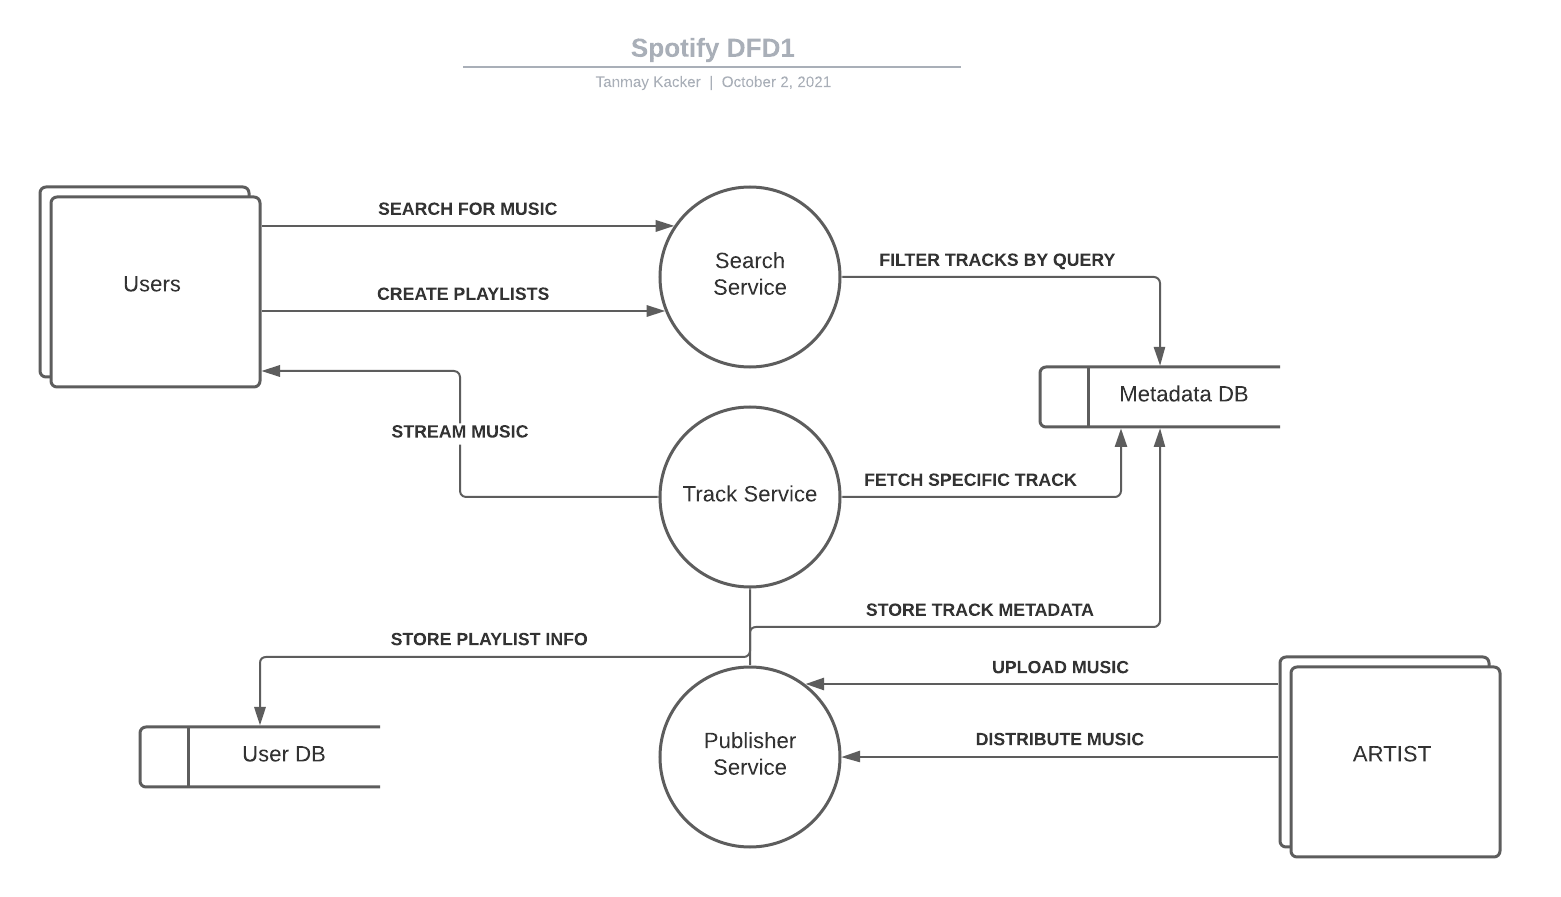 Spotify DFD1
Tanmay Kacker | October 2, 2021
SEARCH FOR MUSIC
Search
Service
FILTER TRACKS BY QUERY
Users
CREATE PLAYLISTS
Metadata DB
STREAM MUSIC
Track Service
FETCH SPECIFIC TRACK
STORE TRACK METADATA
STORE PLAYLIST INFO
UPLOAD MUSIC
User DB
Publisher
Service
DISTRIBUTE MUSIC
ARTIST